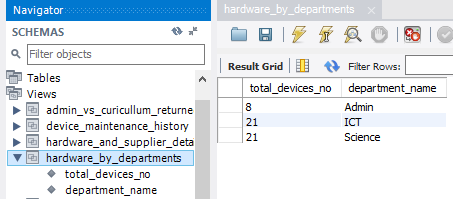 Navigator
SCHEMAS
Filter objects
Tables
Views
admin_vs_curicullum_returne
device_maintenance_history
hardware_and_supplier_deta
hardware_by_departments
total_devices_no
department_name
hardware_by_departments
Result Grid
Filter Rows:
total_devices_no department_name
8 Admin
21 ICT
21 Science